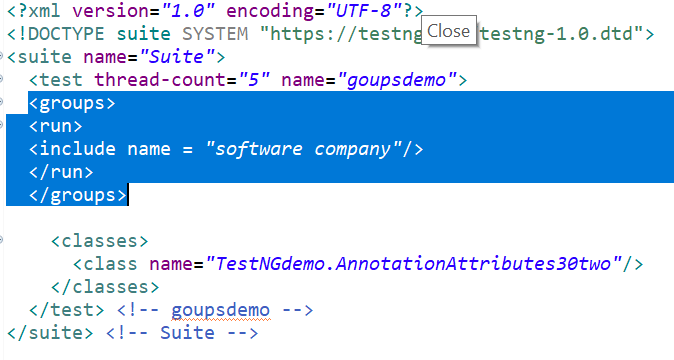 <?xml version="1.0" encoding="UTF-8"?>
<!DOCTYPE suite SYSTEM "https://testng Close testng-1.0.dtd">
<suite name="Suite">
<test thread-count="5" name="goupsdemo">
<groups>
<run>
<include name = "software company"/>
</run>
</groups>
<classes>
<class name="TestNGdemo.AnnotationAttributes30two"/>
</classes>
</test> <!-- goupsdemo -->
</suite> <!-- Suite -->